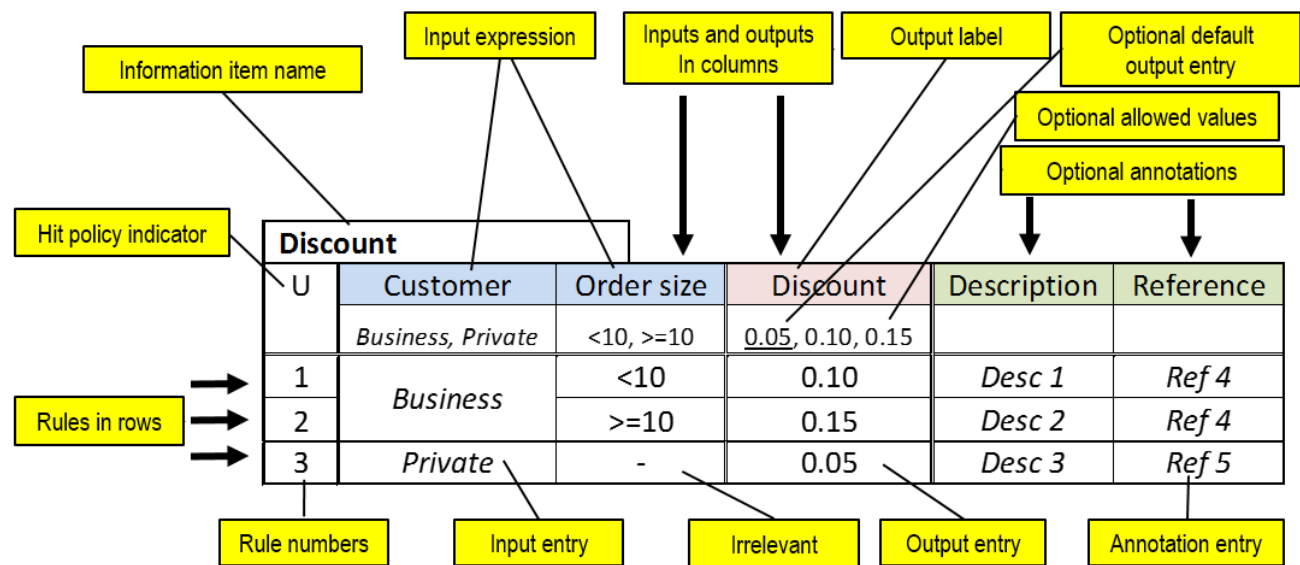 Input expression
Inputs and outputs
In columns
Output label
Optional default
output entry
Information item name
Optional allowed values
Optional annotations
Hit policy indicator
Discount
U Customer Order size Discount Description Reference
Business, Private <10, >=10 0.05, 0.10, 0.15
1 Business <10 0.10 Desc 1 Ref 4
Rules in rows
2 >=10 0.15 Desc 2 Ref 4
3 Private - 0.05 Desc 3 Ref 5
Rule numbers
Input entry
Irrelevant
Output entry
Annotation entry